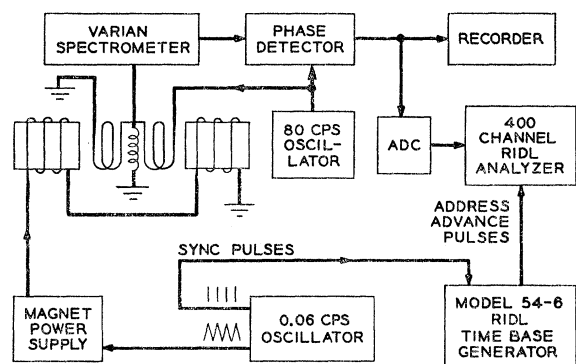 VARIAN
SPECTROMETER
PHASE
DETECTOR
RECORDER
80 CPS
OSCIL-
LATOR
ADC
400
CHANNEL
RIDL
ANALYZER
ADDRESS
ADVANCE
PULSES
SYNC PULSES
MAGNET
POWER
SUPPLY
0.06 CPS
OSCILLATOR
MODEL 54-6
RIDL
TIME BASE
GENERATOR